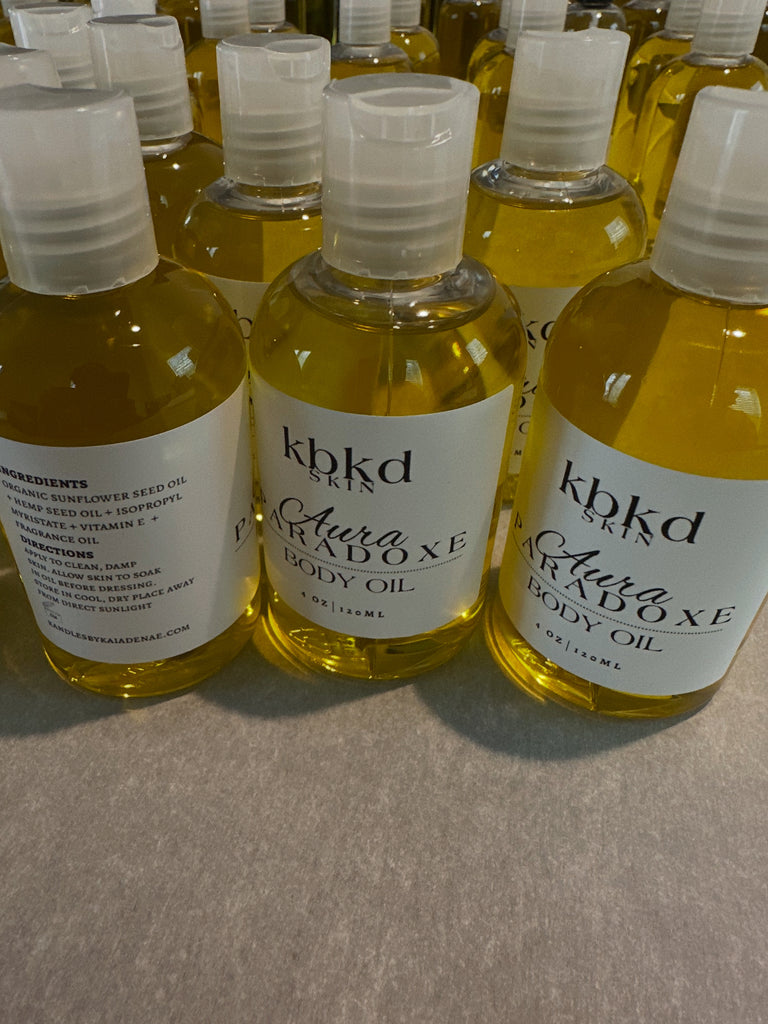 INGREDIENTS
ORGANIC SUNFLOWER SEED OIL
+ HEMP SEED OIL + ISOPROPYL
MYRISTATE + VITAMIN E +
FRAGRANCE OIL
DIRECTIONS
APPLY TO CLEAN, DAMP
SKIN. ALLOW SKIN TO SOAK
IN OIL BEFORE DRESSING.
STORE IN COOL, DRY PLACE AWAY
FROM DIRECT SUNLIGHT
KANDLESBYKAIADENAE.COM
kbkd
SKIN
Aura
PARADOXE
BODY OIL
4 OZ | 120ML
kbkd
SKIN
Aura
PARADOXE
BODY OIL
4 OZ | 120ML